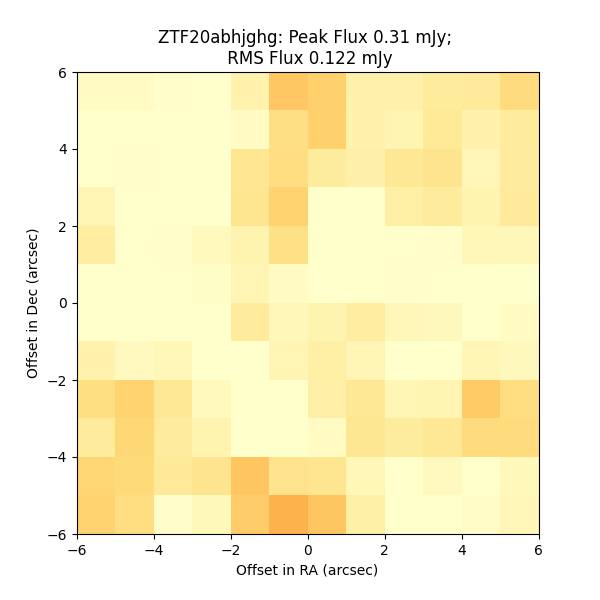 ZTF20abhjghg: Peak Flux 0.31 mJy;
RMS Flux 0.122 mJy
6
4
2
0
−2
−4
−6
Offset in Dec (arcsec)
−6 −4 −2 0 2 4 6
Offset in RA (arcsec)